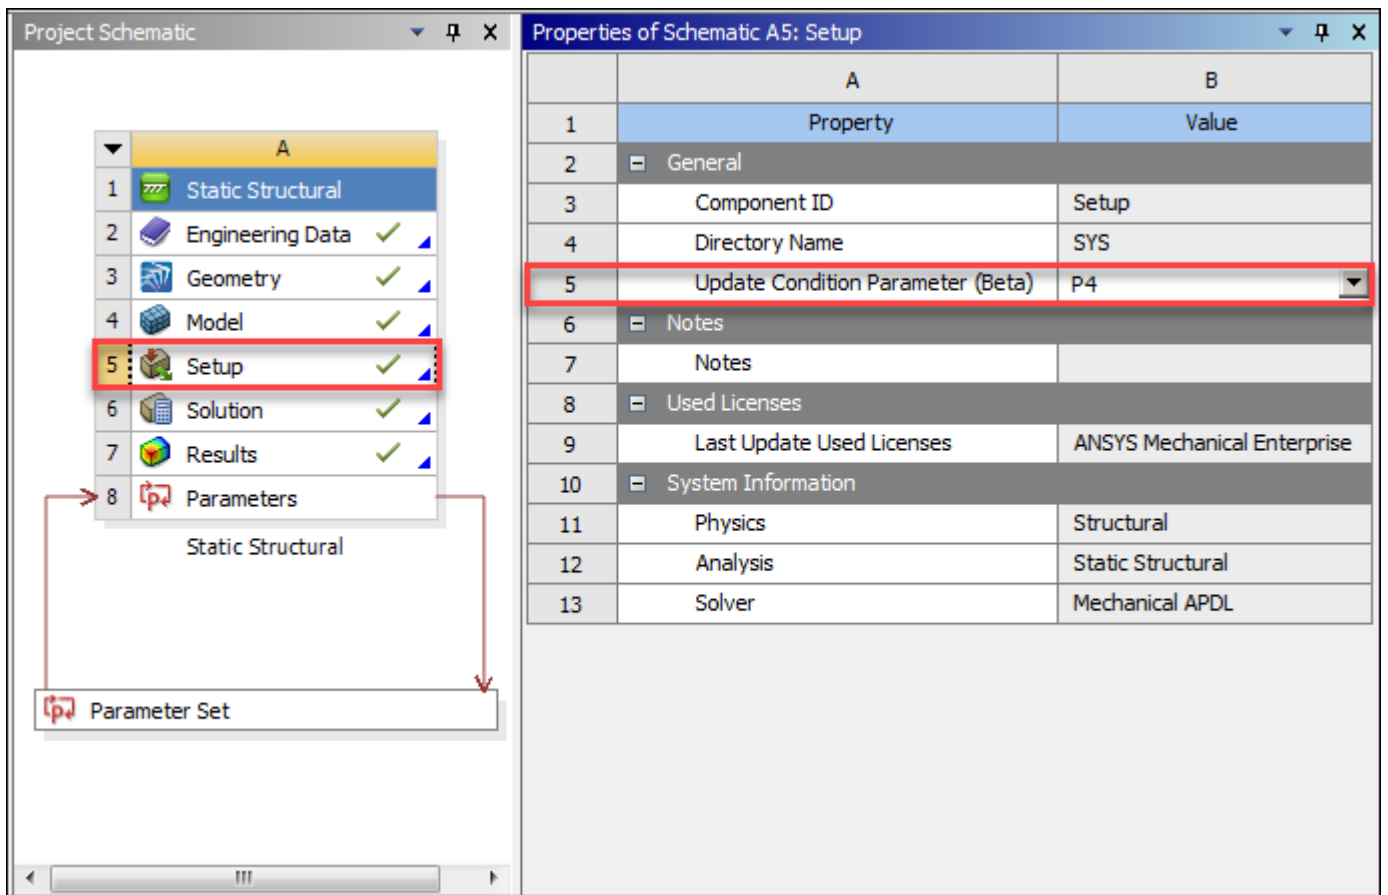 Project Schematic
A
1 Static Structural
2 Engineering Data
3 Geometry
4 Model
5 Setup
6 Solution
7 Results
8 Parameters
Static Structural
Parameter Set
Properties of Schematic A5: Setup
A B
1 Property Value
2 General
3 Component ID Setup
4 Directory Name SYS
5 Update Condition Parameter (Beta) P4
6 Notes
7 Notes
8 Used Licenses
9 Last Update Used Licenses ANSYS Mechanical Enterprise
10 System Information
11 Physics Structural
12 Analysis Static Structural
13 Solver Mechanical APDL